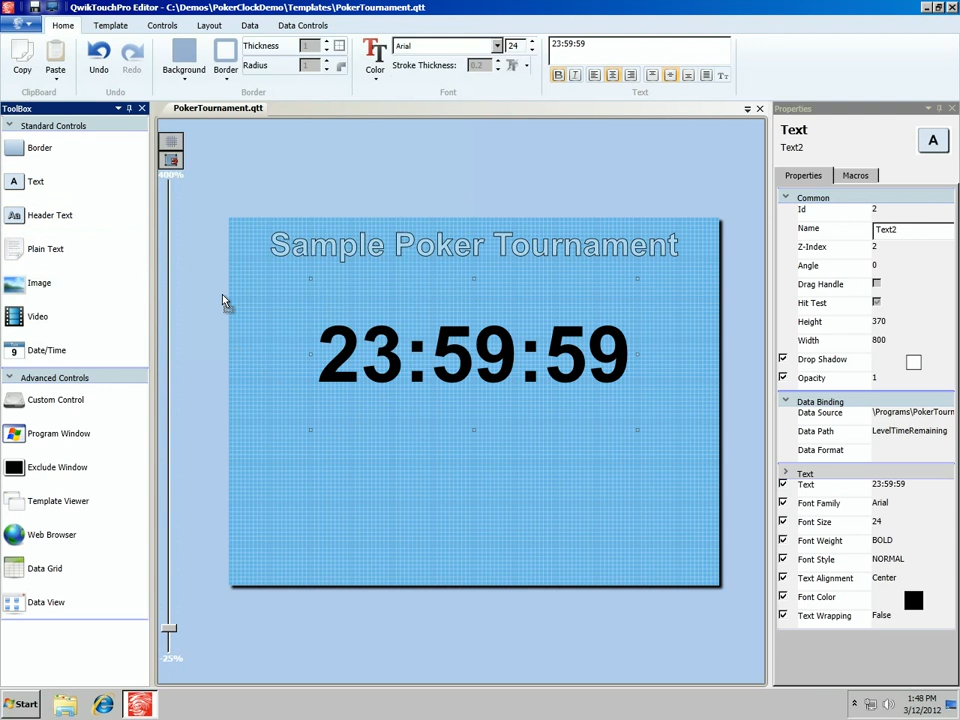 QwikTouchPro Editor - C:\Demos\PokerClockDemo\Templates\PokerTournament.qtt
Home Template Controls Layout Data Data Controls
Copy Paste Undo Redo Background Border Thickness 1 Radius 1 Color Arial 24 Stroke Thickness: 0.2 23:59:59
ClipBoard Undo Border Font Text
ToolBox
Standard Controls
Border
Text
Header Text
Plain Text
Image
Video
Date/Time
Advanced Controls
Custom Control
Program Window
Exclude Window
Template Viewer
Web Browser
Data Grid
Data View
PokerTournament.qtt
400%
Sample Poker Tournament
23:59:59
-25%
Properties
Text
Text2
A
Properties Macros
Common
Id 2
Name Text2
Z-Index 2
Angle 0
Drag Handle
Hit Test
Height 370
Width 800
Drop Shadow
Opacity 1
Data Binding
Data Source \Programs\PokerTourn
Data Path LevelTimeRemaining
Data Format
Text
Text 23:59:59
Font Family Arial
Font Size 24
Font Weight BOLD
Font Style NORMAL
Text Alignment Center
Font Color
Text Wrapping False
Start
1:48 PM
3/12/2012